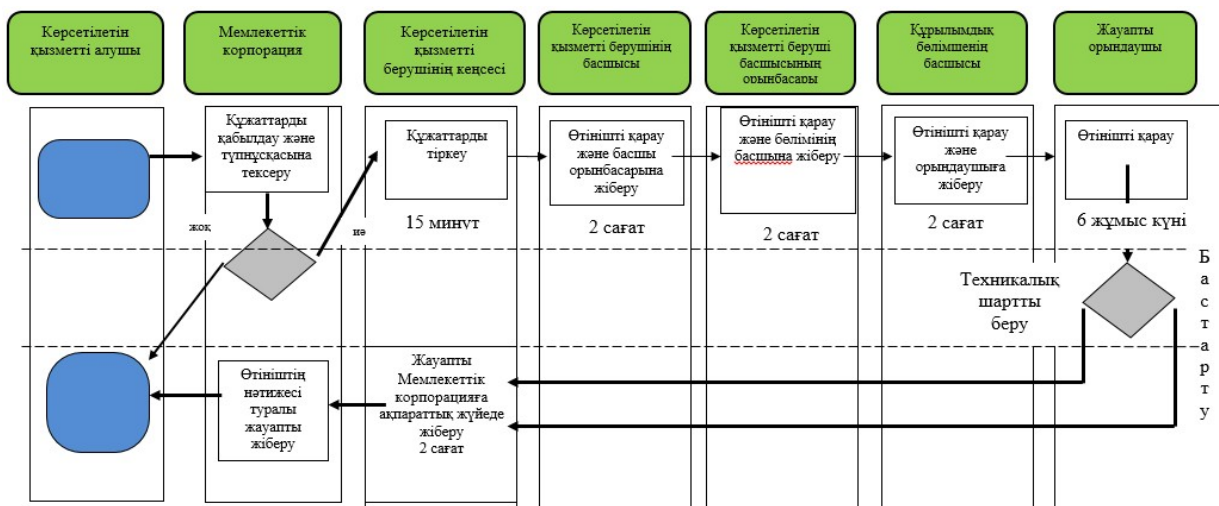 Көрсетілетін
қызметті алушы
Мемлекеттік
корпорация
Көрсетілетін
қызметті
берушінің кеңсесі
Көрсетілетін
қызметті берушінің
басшысы
Көрсетілетін
қызметті беруші
басшысының
орынбасары
Құрылымдық
бөлімшенің
басшысы
Жауапты
орындаушы
Құжаттарды
қабылдау және
түпнұсқасына
тексеру
Құжаттарды
тіркеу
Өтінішті қарау
және басшы
орынбасарына
жіберу
Өтінішті қарау
және бөлімінің
басшына жіберу
Өтінішті қарау
және
орындаушыға
жіберу
Өтінішті қарау
жоқ
иә
15 минут
2 сағат
2 сағат
2 сағат
6 жұмыс күні
Техникалық
шартты
беру
Б
а
с
т
а
р
т
у
Өтініштің
нәтижесі
туралы
жауапты
жіберу
Жауапты
Мемлекеттік
корпорацияға
ақпараттық жүйеде
жіберу
2 сағат